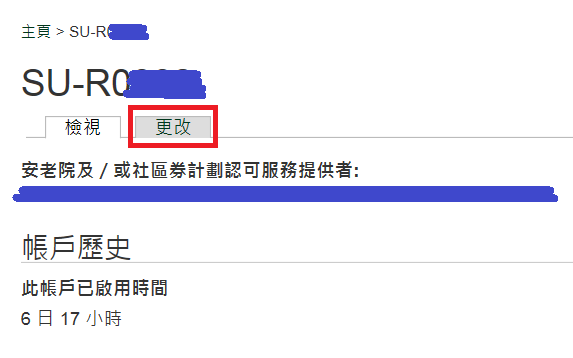 主頁 > SU-R0
SU-R0
檢視
更改
安老院及 / 或社區券計劃認可服務提供者:
帳戶歷史
此帳戶已啟用時間
6 日 17 小時